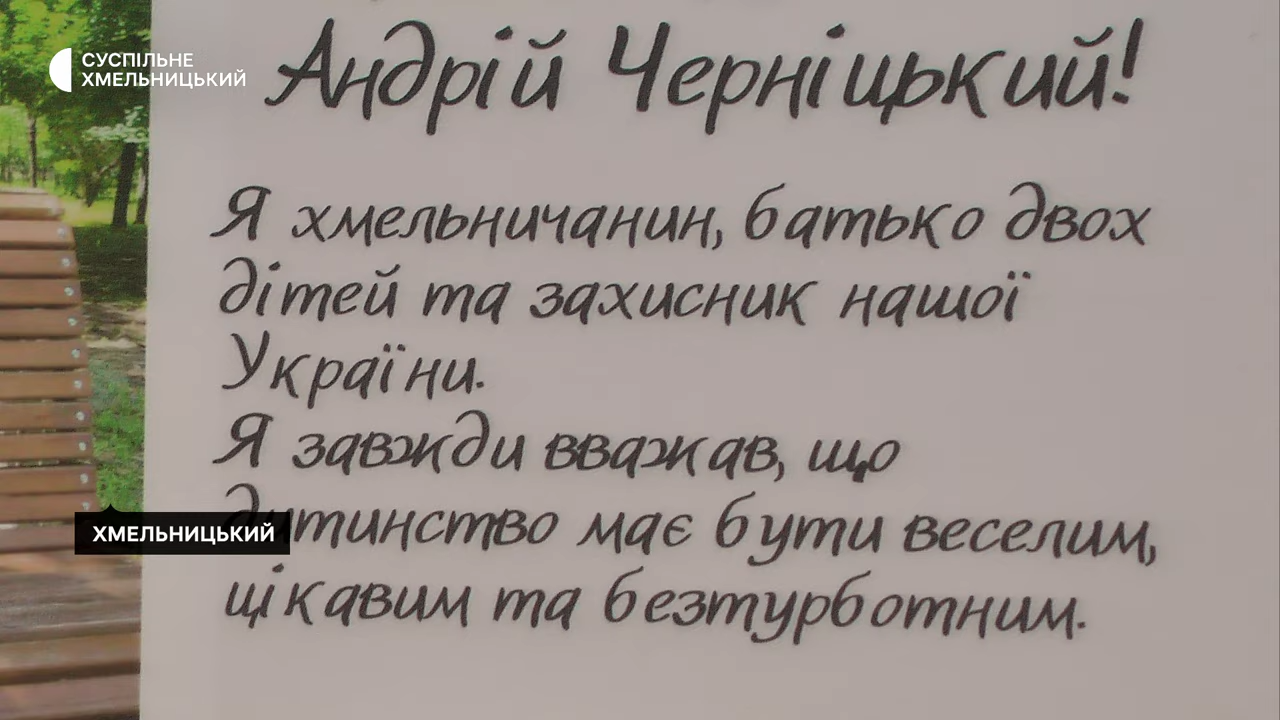 СУСПІЛЬНЕ
ХМЕЛЬНИЦЬКИЙ
Андрій Черніцький!
Я хмельничанин, батько двох
дітей та захисник нашої
України.
Я завжди вважав, що
дитинство має бути веселим,
цікавим та безтурботним.
ХМЕЛЬНИЦЬКИЙ